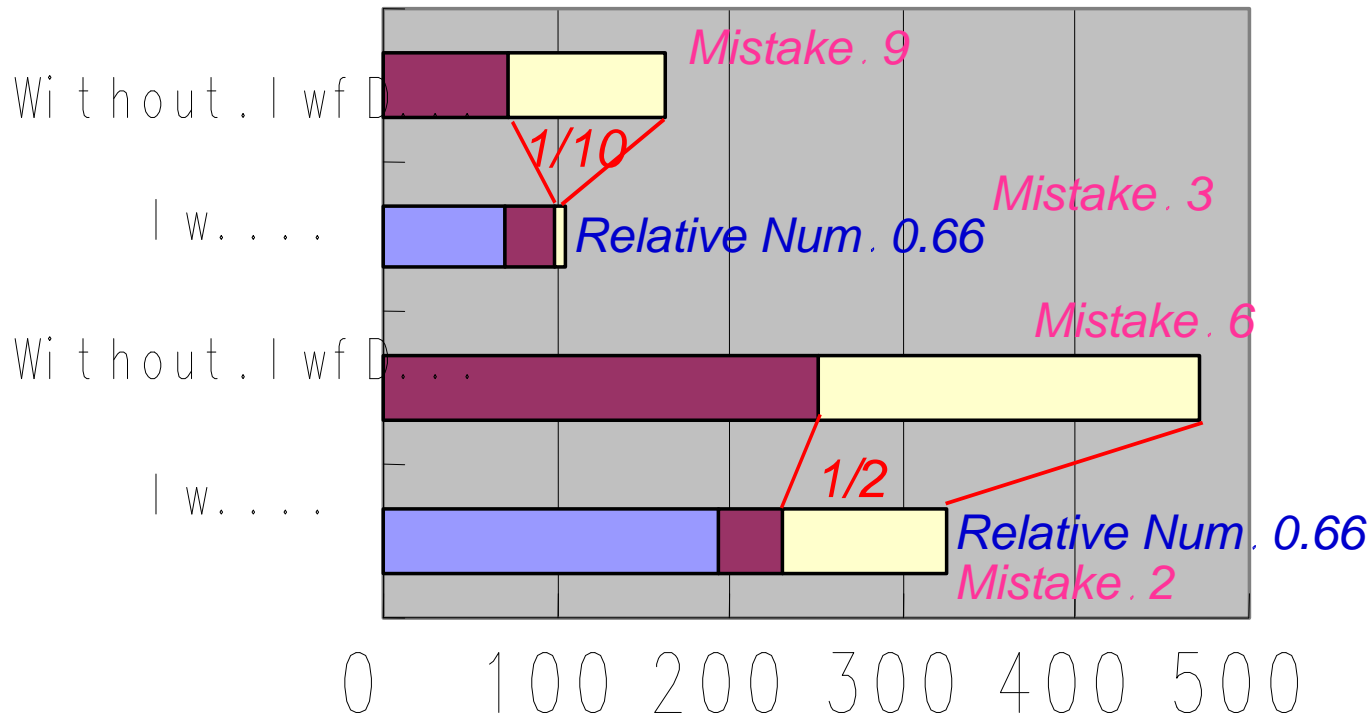 Mistake. 9
Without.IwfD....
1/10
Mistake. 3
Iw....
Relative Num. 0.66
Mistake. 6
Without.IwfD...
1/2
Iw....
Relative Num. 0.66
Mistake. 2
0 100 200 300 400 500